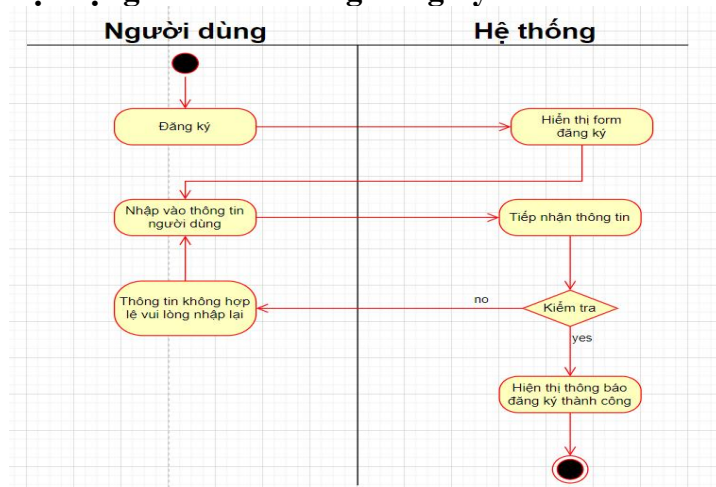 Người dùng
Hệ thống
Đăng ký
Hiển thị form
đăng ký
Nhập vào thông tin
người dùng
Tiếp nhận thông tin
Thông tin không hợp
lệ vui lòng nhập lại
no
Kiểm tra
yes
Hiện thị thông báo
đăng ký thành công